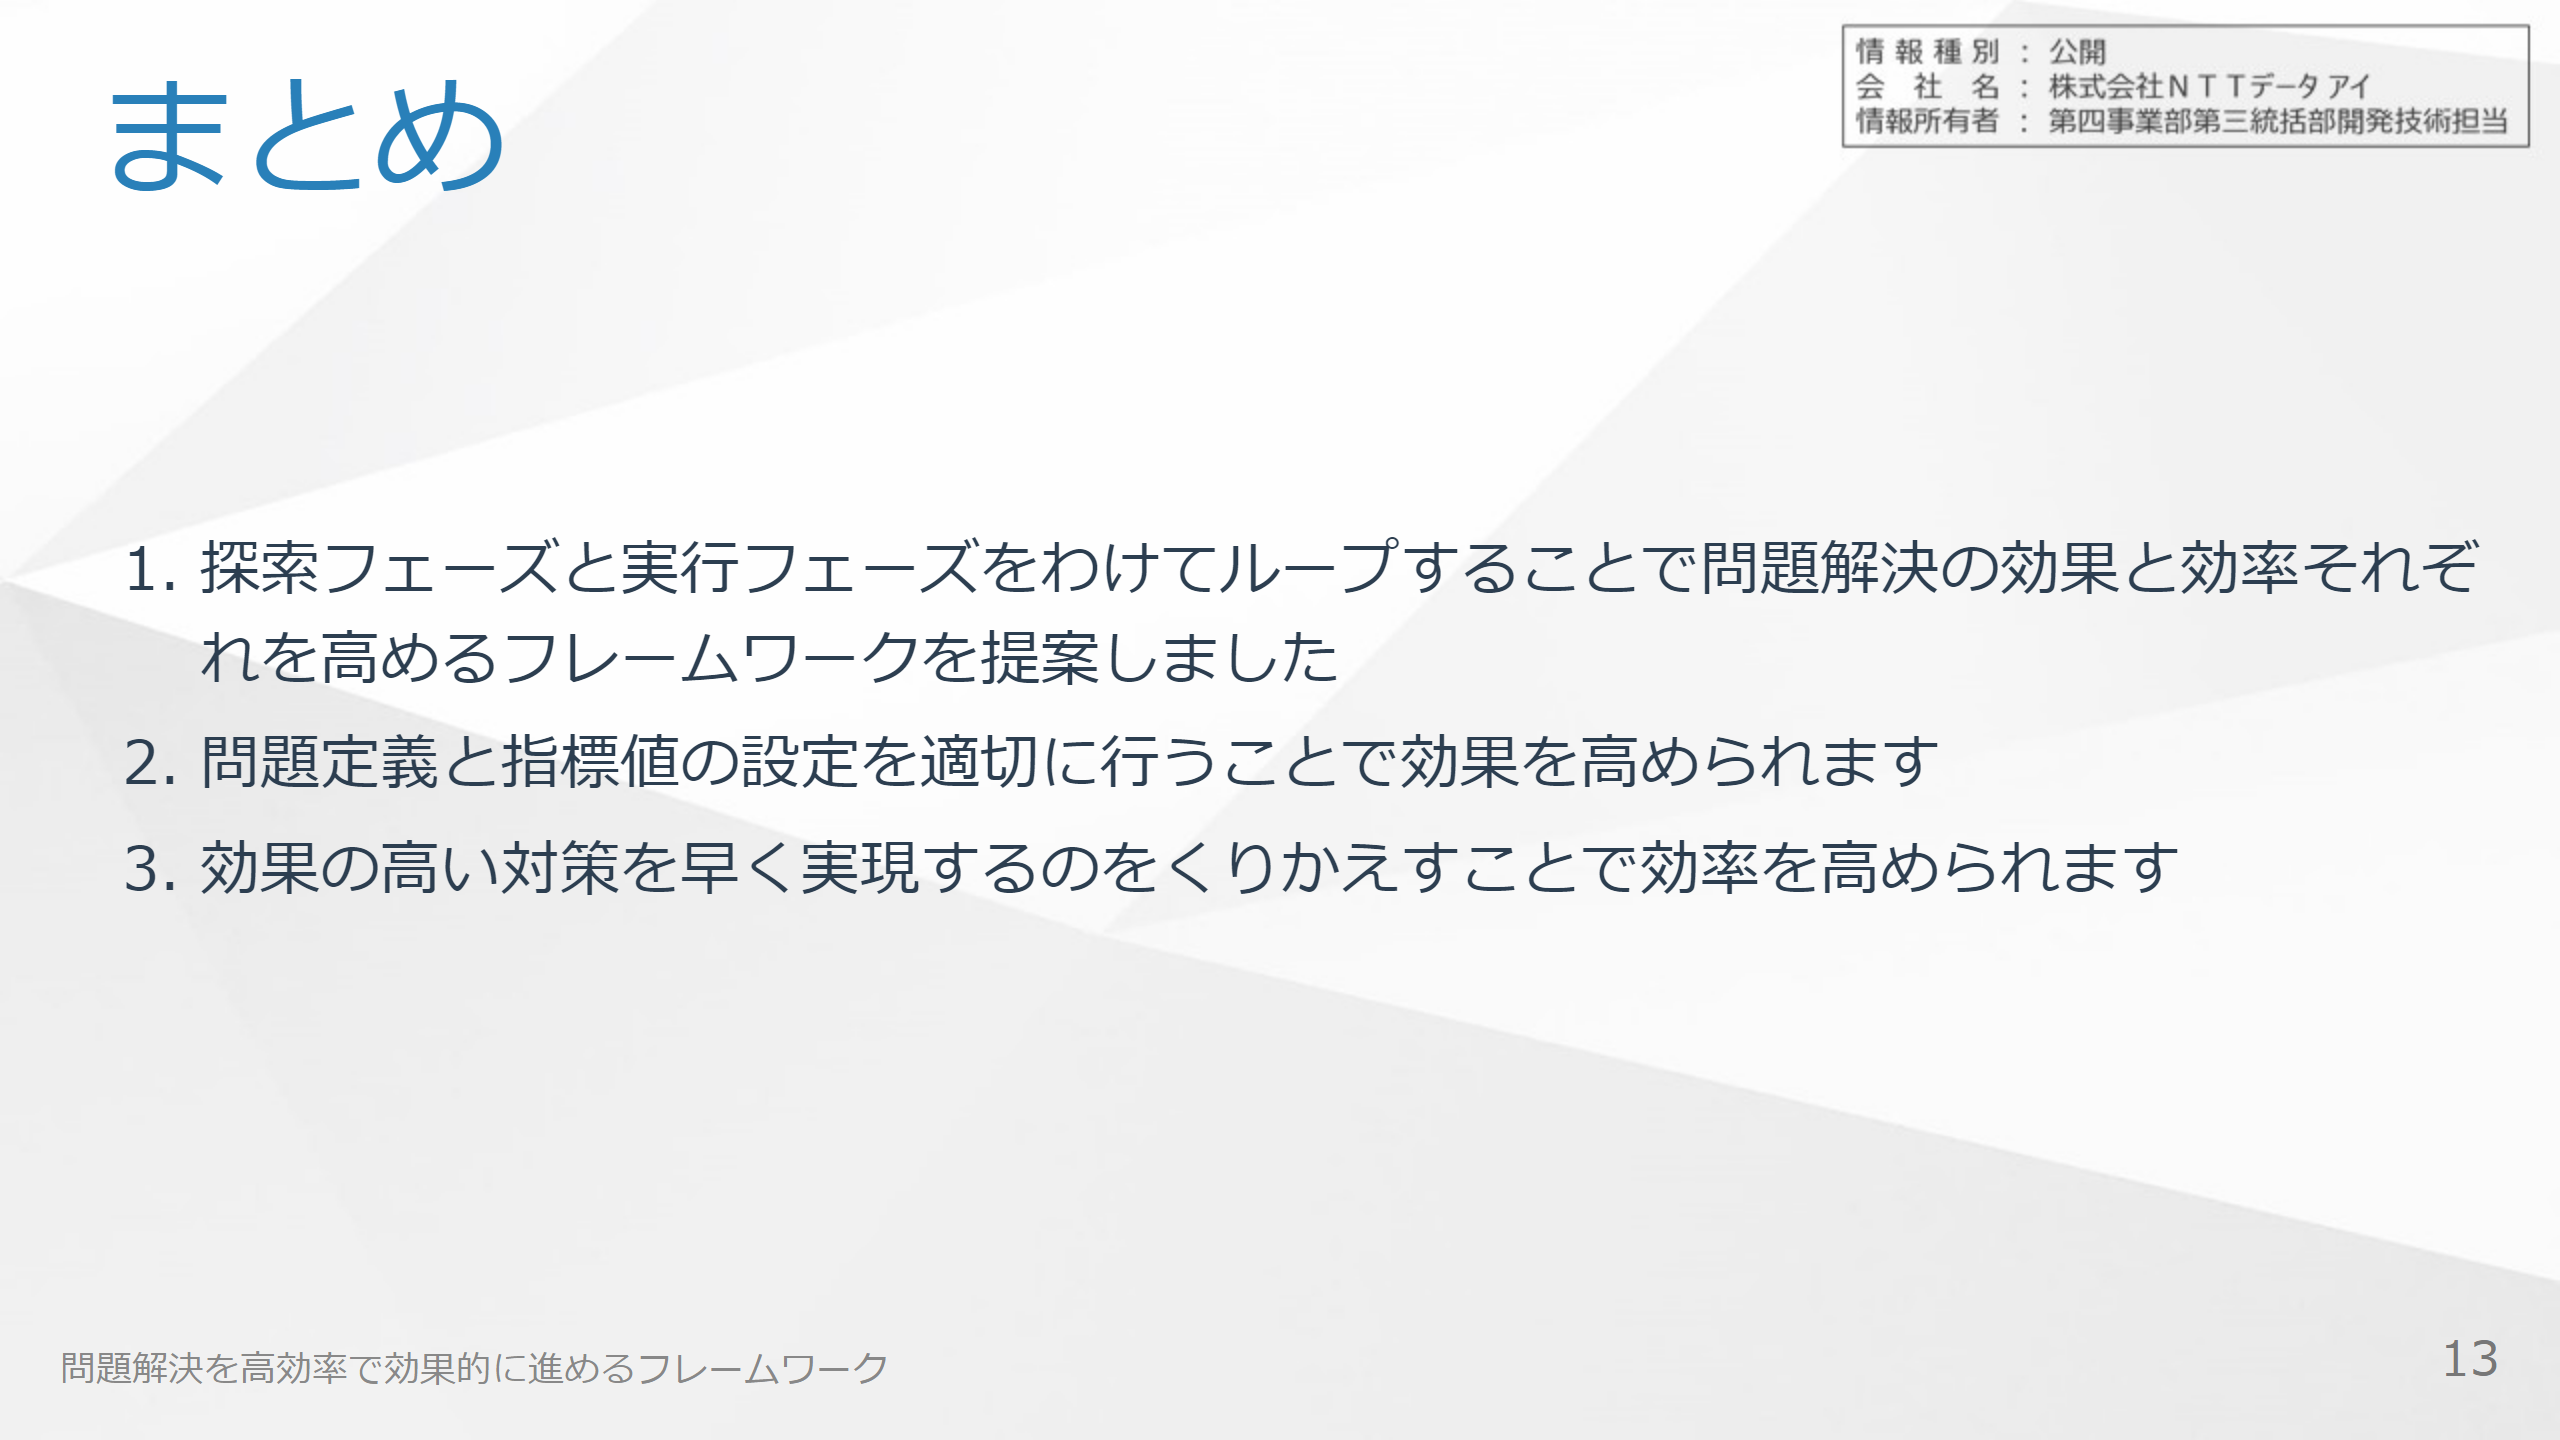 まとめ
情報種別 ： 公開
会　社　名 ： 株式会社ＮＴＴデータ アイ
情報所有者 ： 第四事業部第三統括部開発技術担当
1. 探索フェーズと実行フェーズをわけてループすることで問題解決の効果と効率それぞ
れを高めるフレームワークを提案しました
2. 問題定義と指標値の設定を適切に行うことで効果を高められます
3. 効果の高い対策を早く実現するのをくりかえすことで効率を高められます
問題解決を高効率で効果的に進めるフレームワーク
13